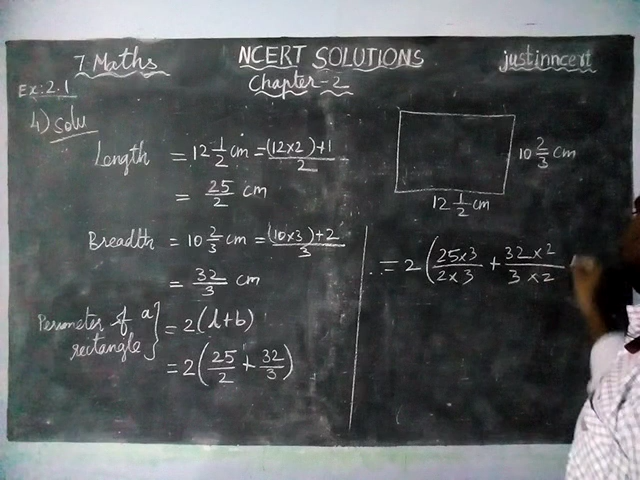 7. Maths NCERT SOLUTIONS justinncert
Chapter-2
Ex: 2.1
4) Solu
Length = 12 1/2 cm = (12×2)+1/2
= 25/2 cm
Breadth = 10 2/3 cm = (10×3)+2/3
= 32/3 cm
Perimeter of a rectangle } = 2(l+b)
= 2(25/2 + 32/3)
10 2/3 cm
12 1/2 cm
∴ = 2(25×3/2×3 + 32×2/3×2